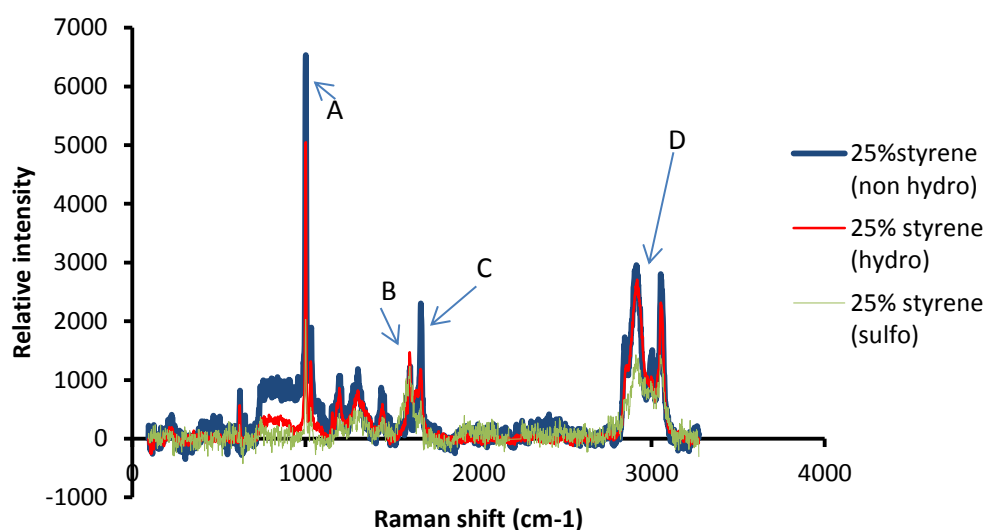 7000
6000
5000
4000
3000
2000
1000
0
-1000
0
1000
2000
3000
4000
Relative intensity
Raman shift (cm-1)
A
B
C
D
25%styrene
(non hydro)
25% styrene
(hydro)
25% styrene
(sulfo)